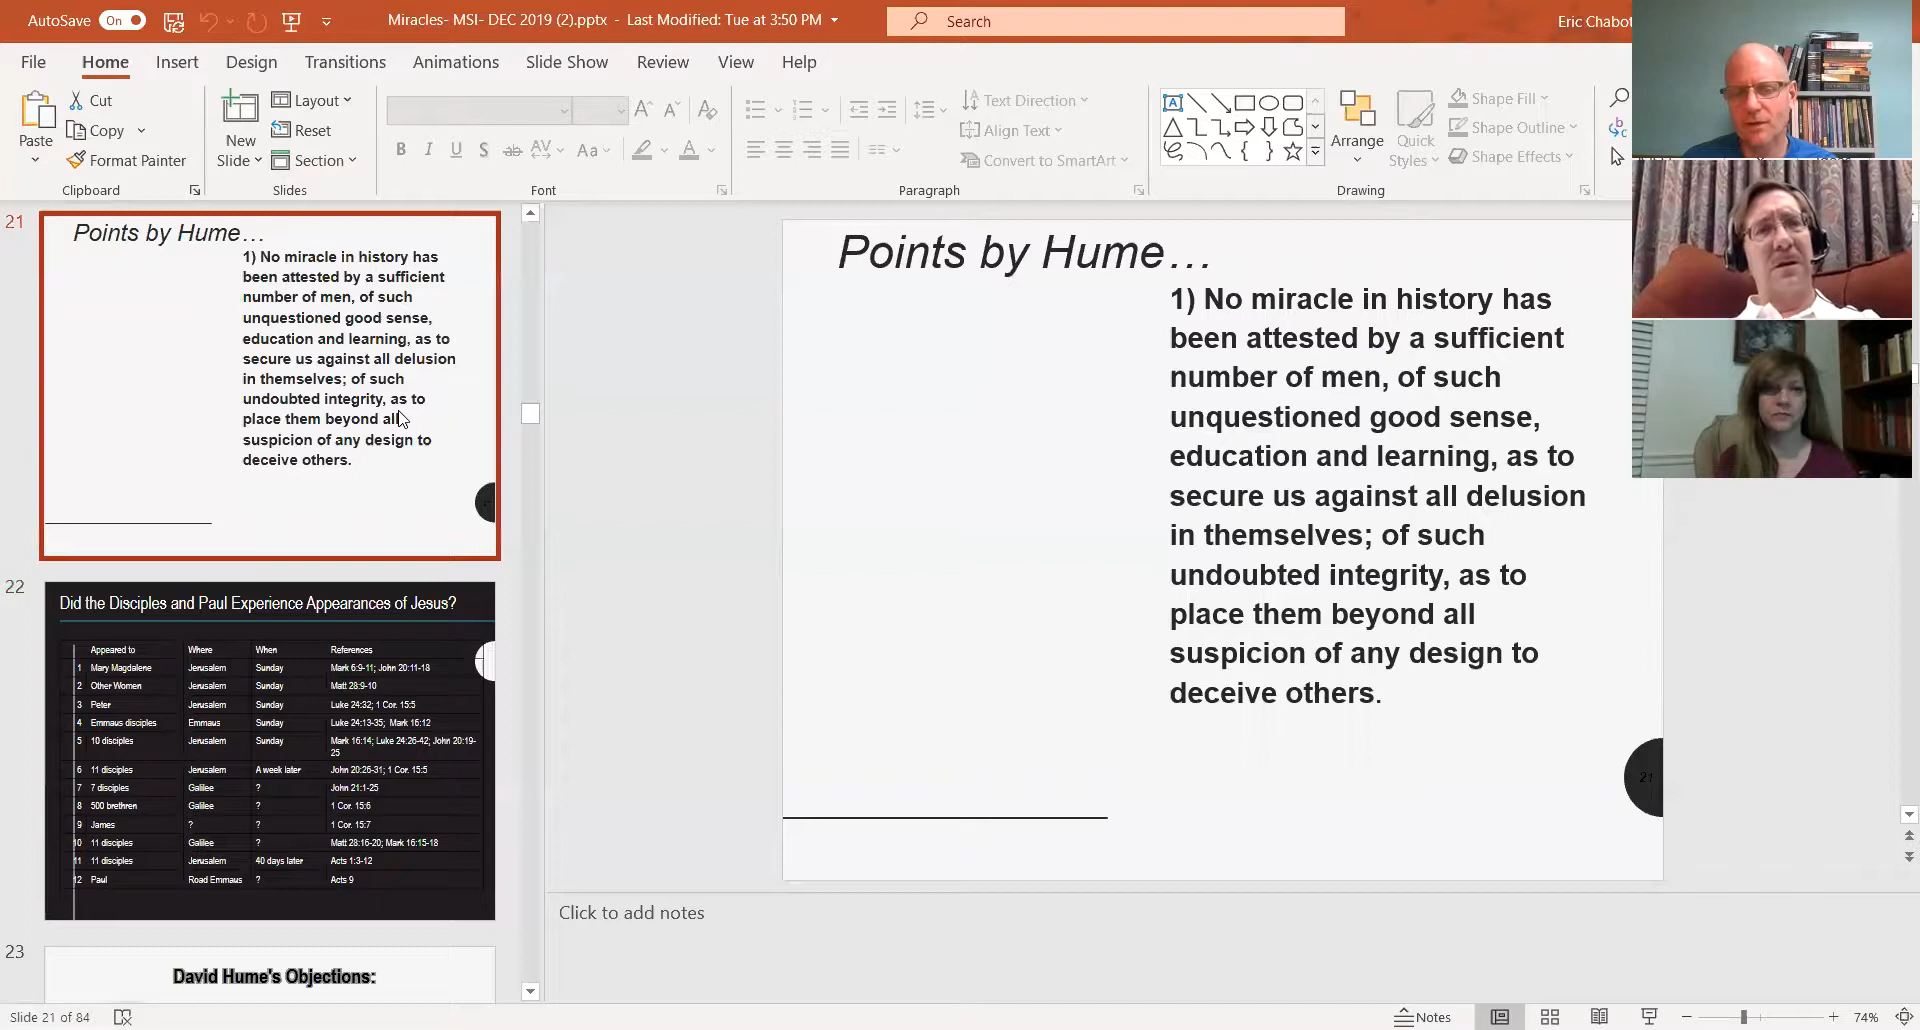 AutoSave On Miracles- MSI- DEC 2019 (2).pptx - Last Modified: Tue at 3:50 PM Search Eric Chabot
File Home Insert Design Transitions Animations Slide Show Review View Help
Paste
Cut
Copy
Format Painter
Clipboard
New
Slide
Layout
Reset
Section
Slides
B I U S ab AV Aa A
Font
Text Direction
Align Text
Convert to SmartArt
Paragraph
Arrange
Quick
Styles
Shape Fill
Shape Outline
Shape Effects
Drawing
21
Points by Hume…
1) No miracle in history has
been attested by a sufficient
number of men, of such
unquestioned good sense,
education and learning, as to
secure us against all delusion
in themselves; of such
undoubted integrity, as to
place them beyond all
suspicion of any design to
deceive others.
22
Did the Disciples and Paul Experience Appearances of Jesus?
Appeared to Where When References
1 Mary Magdalene Jerusalem Sunday Mark 6:9-11; John 20:11-18
2 Other Women Jerusalem Sunday Matt 28:9-10
3 Peter Jerusalem Sunday Luke 24:32; 1 Cor. 15:5
4 Emmaus disciples Emmaus Sunday Luke 24:13-35; Mark 16:12
5 10 disciples Jerusalem Sunday Mark 16:14; Luke 24:26-42; John 20:19-
25
6 11 disciples Jerusalem A week later John 20:26-31; 1 Cor. 15:5
7 7 disciples Galilee ? John 21:1-25
8 500 brethren Galilee ? 1 Cor. 15:6
9 James ? ? 1 Cor. 15:7
10 11 disciples Galilee ? Matt 28:16-20; Mark 16:15-18
11 11 disciples Jerusalem 40 days later Acts 1:3-12
12 Paul Road Emmaus ? Acts 9
23
David Hume's Objections:
Points by Hume…
1) No miracle in history has
been attested by a sufficient
number of men, of such
unquestioned good sense,
education and learning, as to
secure us against all delusion
in themselves; of such
undoubted integrity, as to
place them beyond all
suspicion of any design to
deceive others.
21
Click to add notes
Slide 21 of 84 Notes 74%